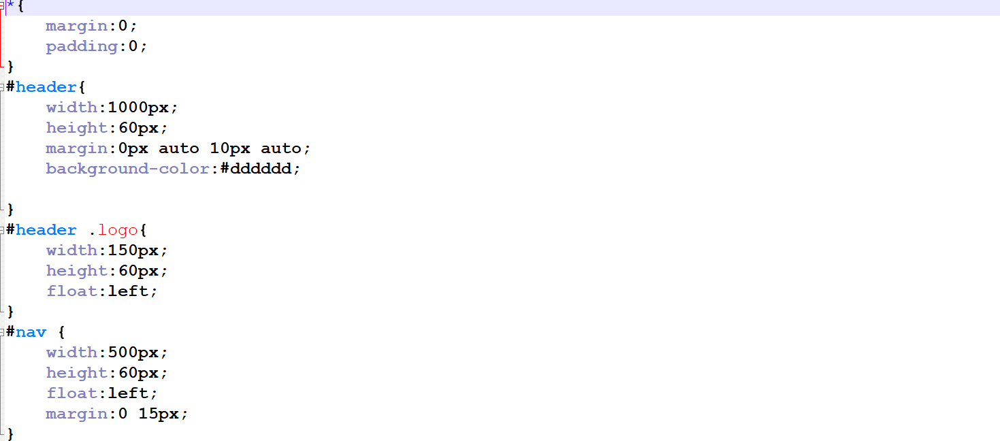 *{
    margin:0;
    padding:0;
}
#header{
    width:1000px;
    height:60px;
    margin:0px auto 10px auto;
    background-color:#dddddd;

}
#header .logo{
    width:150px;
    height:60px;
    float:left;
}
#nav {
    width:500px;
    height:60px;
    float:left;
    margin:0 15px;
}